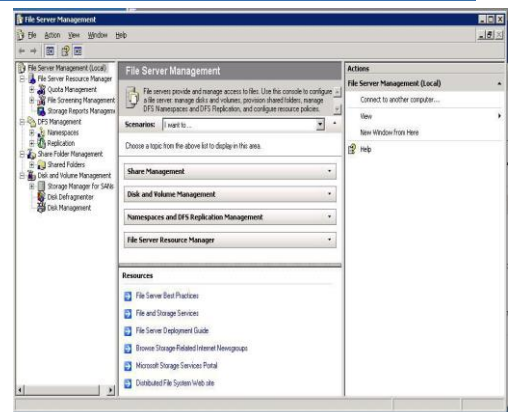 File Server Management
File Action View Window Help
File Server Management (Local)
File Server Resource Manager
Quota Management
File Screening Management
Storage Reports Manageme
DFS Management
Namespaces
Replication
Share Folder Management
Shared Folders
Disk and Volume Management
Storage Manager for SANs
Disk Defragmenter
Disk Management
File Server Management
File servers provide and manage access to files. Use this console to configure
a file server, manage disks and volumes, provision shared folders, manage
DFS Namespaces and DFS Replication, and configure resource policies.
Scenarios: I want to ...
Choose a topic from the above list to display in this area.
Share Management
Disk and Volume Management
Namespaces and DFS Replication Management
File Server Resource Manager
Resources
File Server Best Practices
File and Storage Services
File Server Deployment Guide
Browse Storage-Related Internet Newsgroups
Microsoft Storage Services Portal
Distributed File System Web site
Actions
File Server Management (Local)
Connect to another computer...
View
New Window from Here
Help